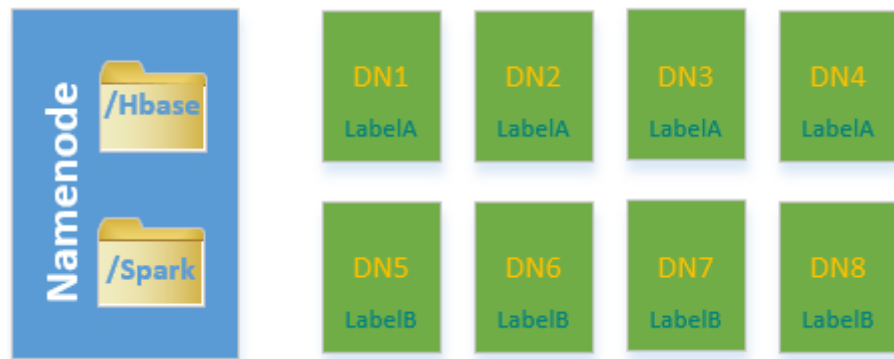 Namenode
/Hbase
/Spark
DN1
LabelA
DN2
LabelA
DN3
LabelA
DN4
LabelA
DN5
LabelB
DN6
LabelB
DN7
LabelB
DN8
LabelB